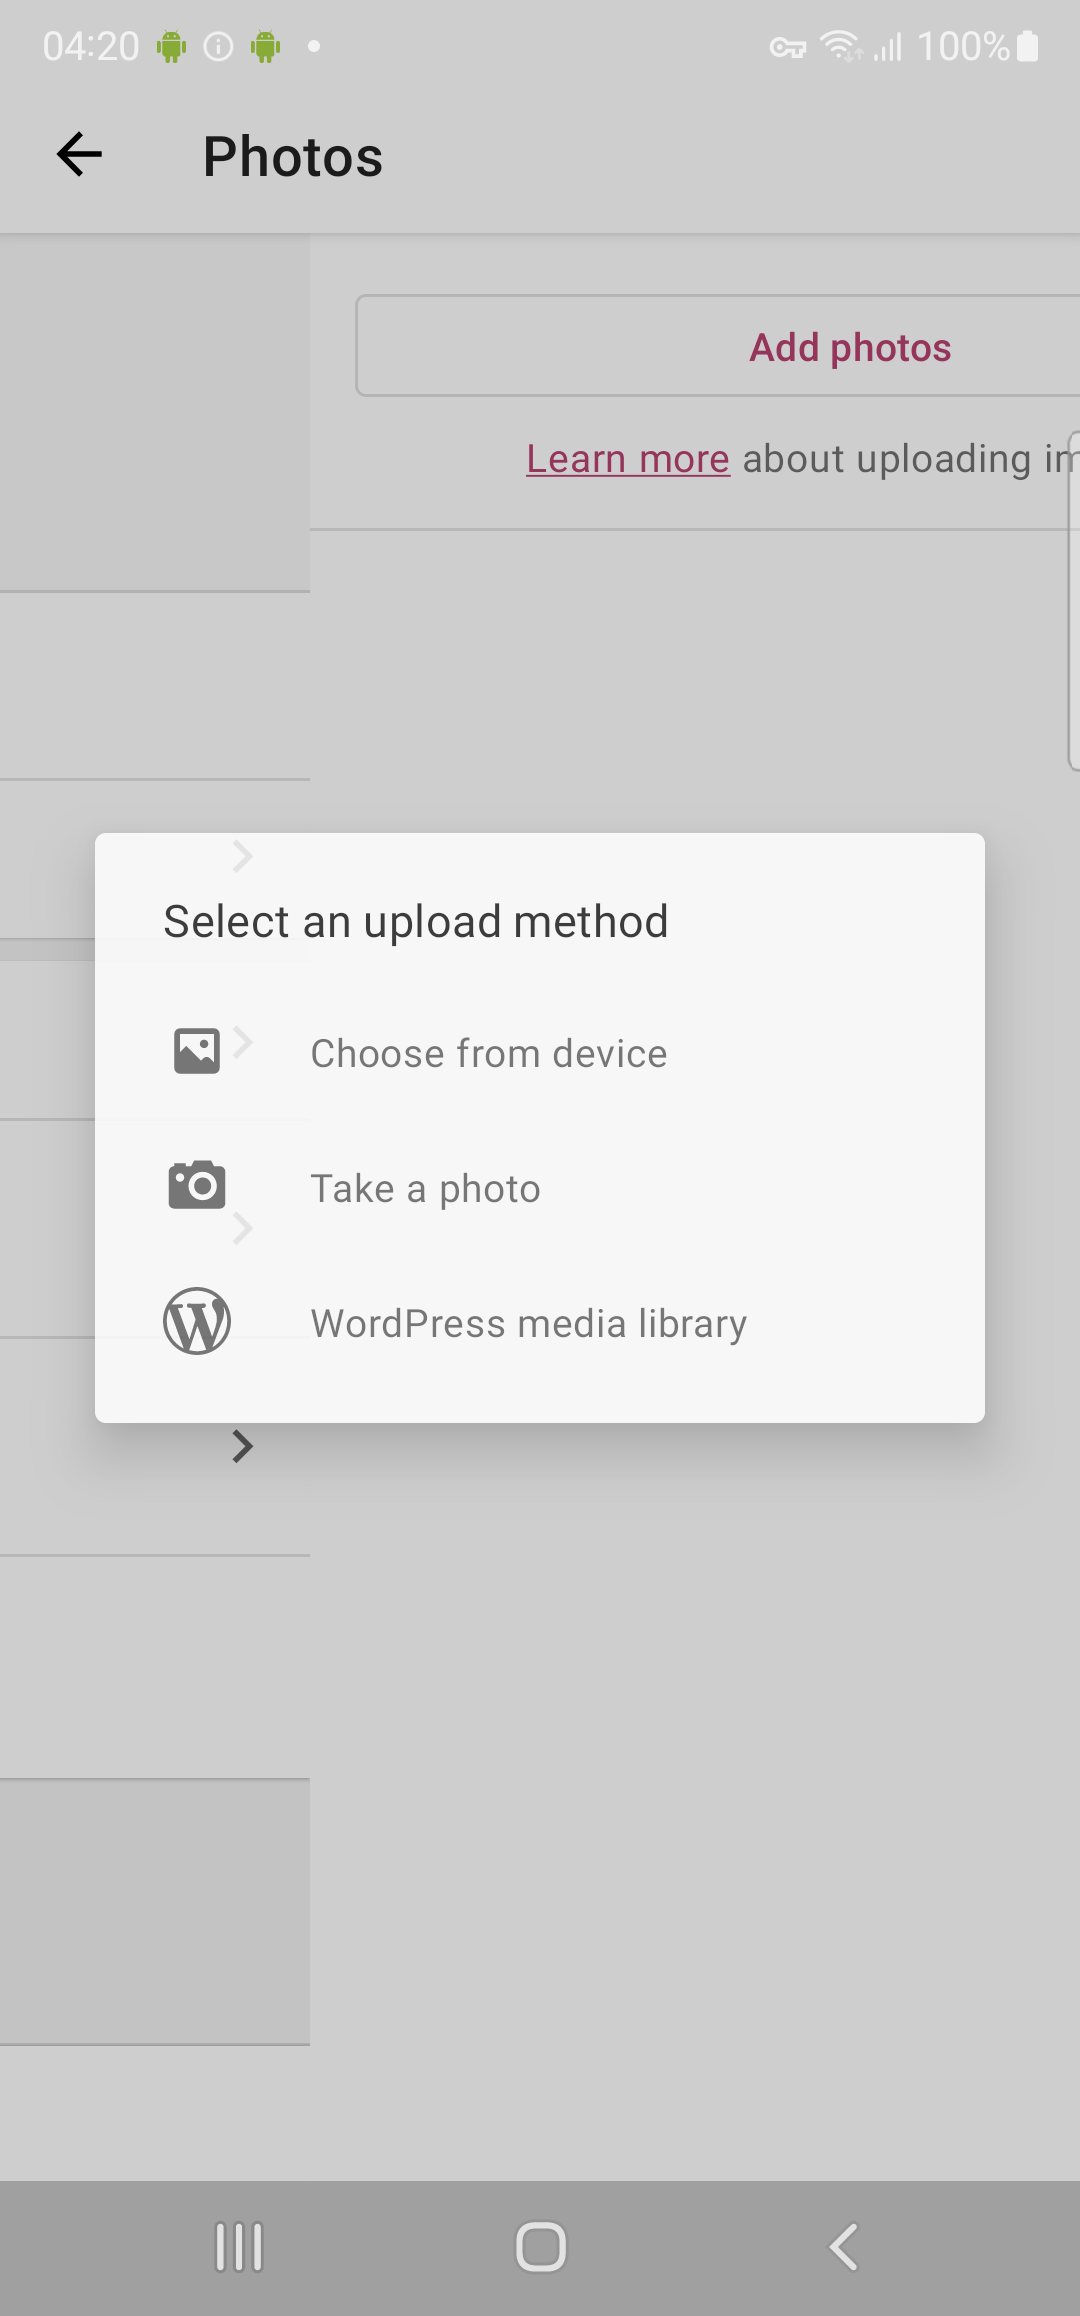 04:20
100%
Photos
Add photos
Learn more about uploading im
Select an upload method
Choose from device
Take a photo
WordPress media library